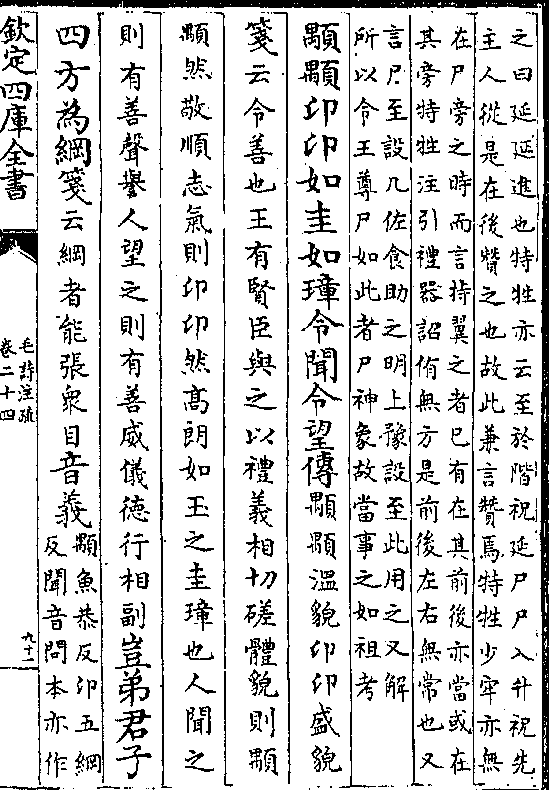 之曰延延進也特牲亦云至於階祝延尸尸入升祝先
主人從是在後贊之也故此兼言贊焉特牲少牢亦無
在尸旁之時而言持翼之者已有在其前後亦當或在
其旁特牲注引禮器詔侑無方是前後左右無常也又
言尸至設几佐食助之明上豫設至此用之又解
所以令王尊尸如此者尸神象故當事之如祖考
顒顒卬卬如圭如璋令聞令望傳顒顒溫貌卬卬盛貌
箋云令善也王有賢臣與之以禮義相切磋體貌則顒
顒然敬順志氣則卬卬然高朗如玉之圭璋也人聞之
則有善聲譽人望之則有善威儀德行相副豈弟君子
四方為綱箋云綱者能張衆目音義顒魚恭反卬五綱
反聞音問本亦作
欽定四庫全書
毛詩注疏
卷二十四
九十一